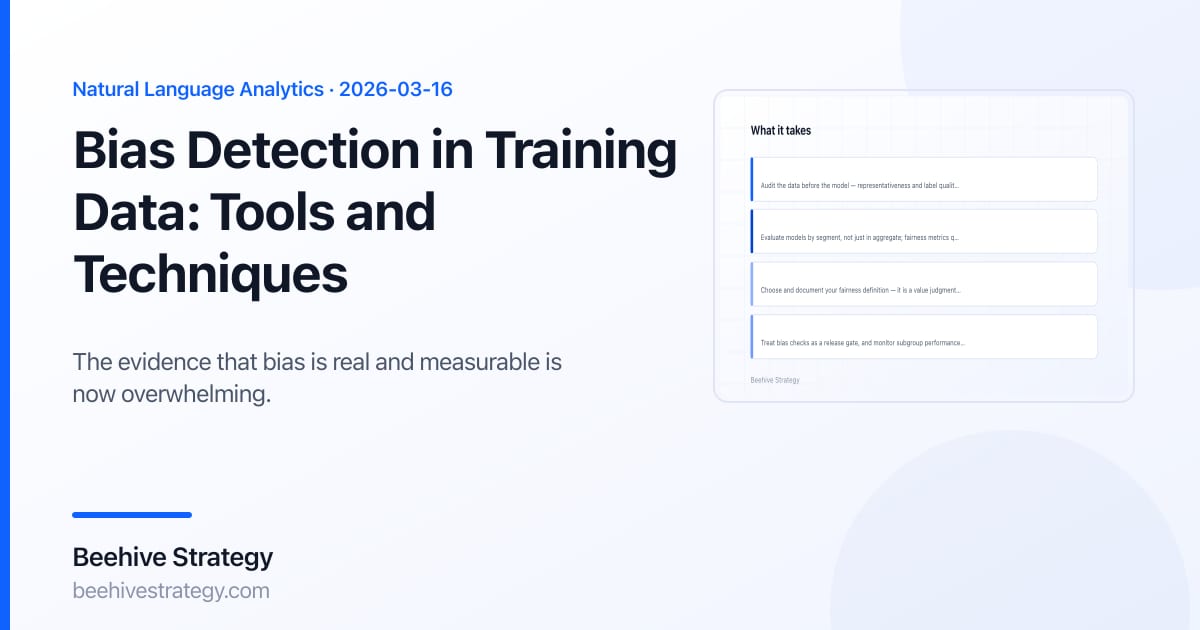 Natural Language Analytics · 2026-03-16
Bias Detection in Training
Data: Tools and
Techniques
The evidence that bias is real and measurable is
now overwhelming.
Beehive Strategy
beehivestrategy.com
What it takes
Audit the data before the model — representativeness and label qualit...
Evaluate models by segment, not just in aggregate; fairness metrics q...
Choose and document your fairness definition — it is a value judgment...
Treat bias checks as a release gate, and monitor subgroup performance...
Beehive Strategy